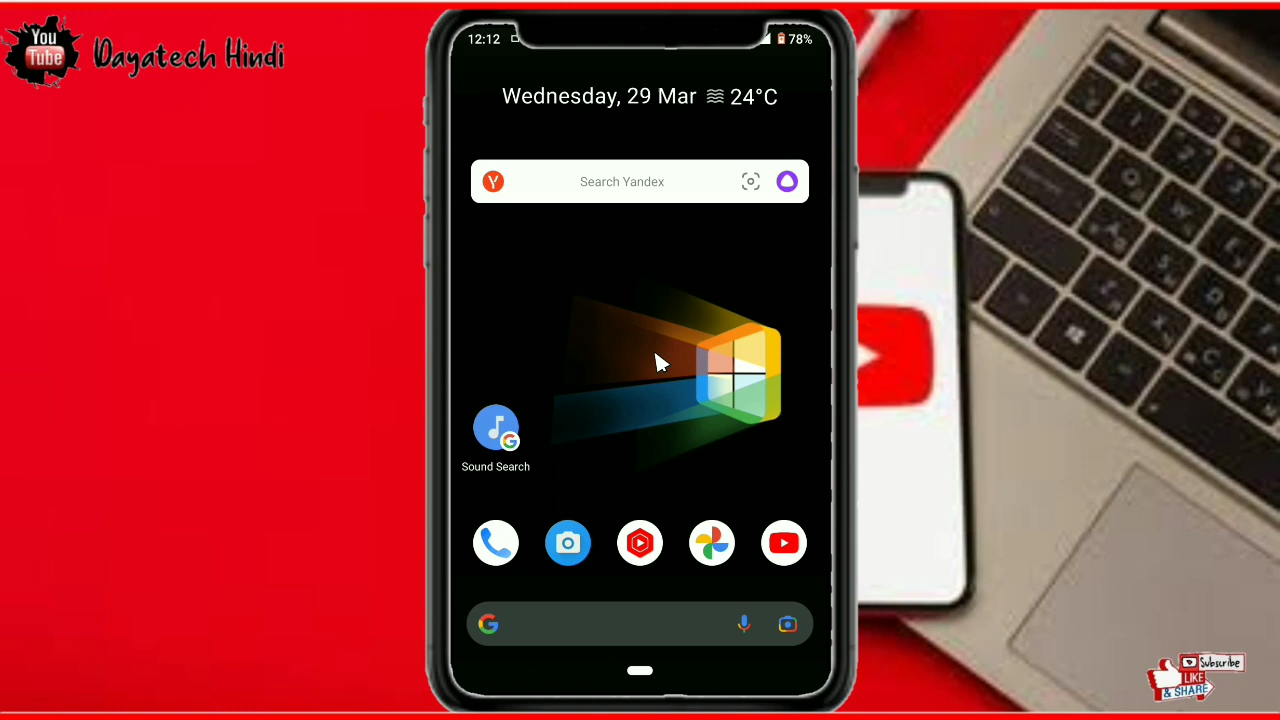 You
Tube
Dayatech Hindi
12:12
78%
Wednesday, 29 Mar 24°C
Search Yandex
Sound Search
Subscribe
LIKE
& SHARE